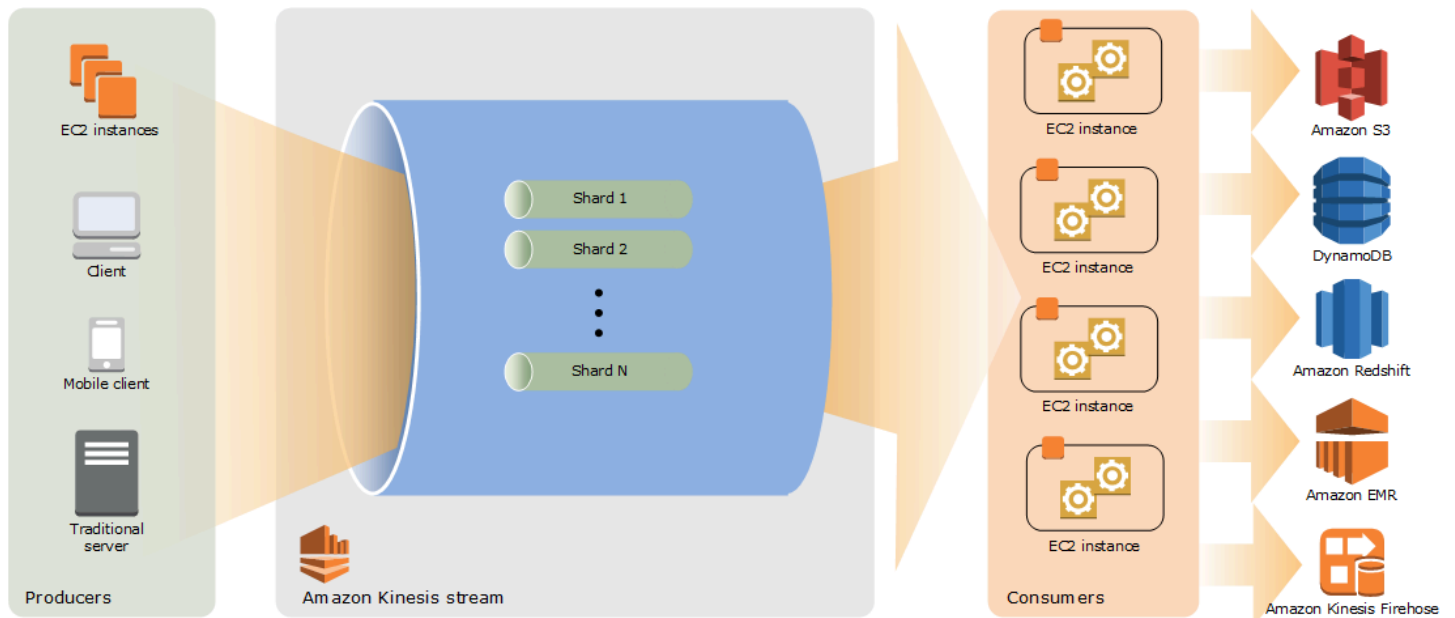 EC2 instances
Client
Mobile client
Traditional
server
Producers
Shard 1
Shard 2
Shard N
Amazon Kinesis stream
EC2 instance
EC2 instance
EC2 instance
EC2 instance
Consumers
Amazon S3
DynamoDB
Amazon Redshift
Amazon EMR
Amazon Kinesis Firehose